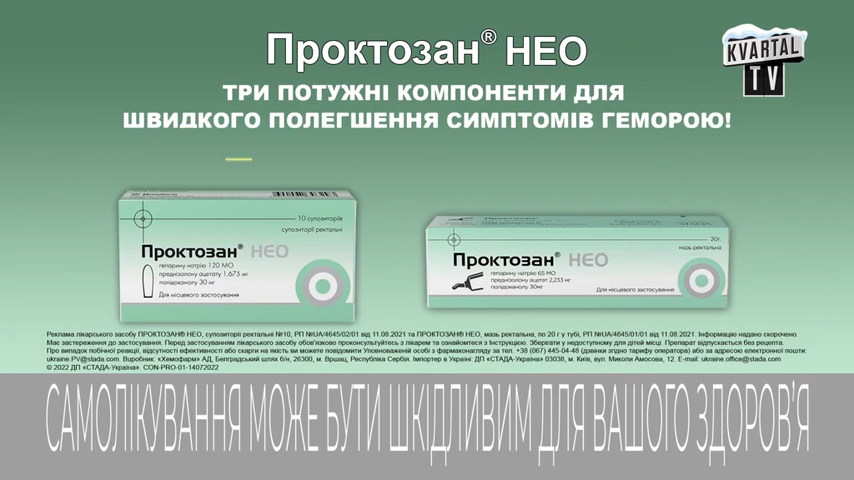 Проктозан® НЕО
KVARTAL
TV
ТРИ ПОТУЖНІ КОМПОНЕНТИ ДЛЯ
ШВИДКОГО ПОЛЕГШЕННЯ СИМПТОМІВ ГЕМОРОЮ!
10 супозиторіїв
супозиторії ректальні
Проктозан® НЕО
гепарину натрію 120 МО
преднізолону ацетату 1,675 мг
полідоканолу 30 мг
Для місцевого застосування
20г.
мазь ректальна
Проктозан® НЕО
гепарину натрію 65 МО
преднізолону ацетату 2,233 мг
полідоканолу 30мг
Для місцевого застосування
Реклама лікарського засобу ПРОКТОЗАН® НЕО, супозиторії ректальні №10, РП №UA/4645/02/01 від 11.08.2021 та ПРОКТОЗАН® НЕО, мазь ректальна, по 20 г у тубі, РП №UA/4645/01/01 від 11.08.2021. Інформацію надано скорочено.
Має застереження до застосування. Перед застосуванням лікарського засобу обов'язково проконсультуйтесь з лікарем та ознайомтеся з Інструкцією. Зберігати у недоступному для дітей місці. Препарат відпускається без рецепта.
Про випадок побічної реакції, відсутності ефективності або скарги на якість ви можете повідомити Уповноваженій особі з фармаконагляду за тел. +38 (067) 445-04-48 (дзвінки згідно тарифу оператора) або за адресою електронної пошти:
ukraine.PV@stada.com. Виробник: «Хемофарм» АД, Белградський шлях б/н, 26300, м. Вршац, Республіка Сербія. Імпортер в Україні: ДП «СТАДА-Україна» 03038, м. Київ, вул. Миколи Амосова, 12. E-mail: ukraine.office@stada.com
© 2022 ДП «СТАДА-Україна». CON-PRO-01-14072022
САМОЛІКУВАННЯ МОЖЕ БУТИ ШКІДЛИВИМ ДЛЯ ВАШОГО ЗДОРОВ'Я